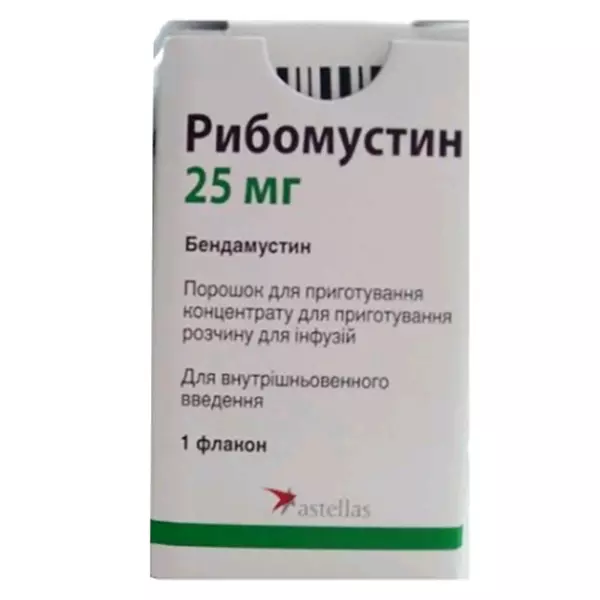 Рибомустин
25 мг
Бендамустин
Порошок для приготування
концентрату для приготування
розчину для інфузій
Для внутрішньовенного
введення
1 флакон
astellas